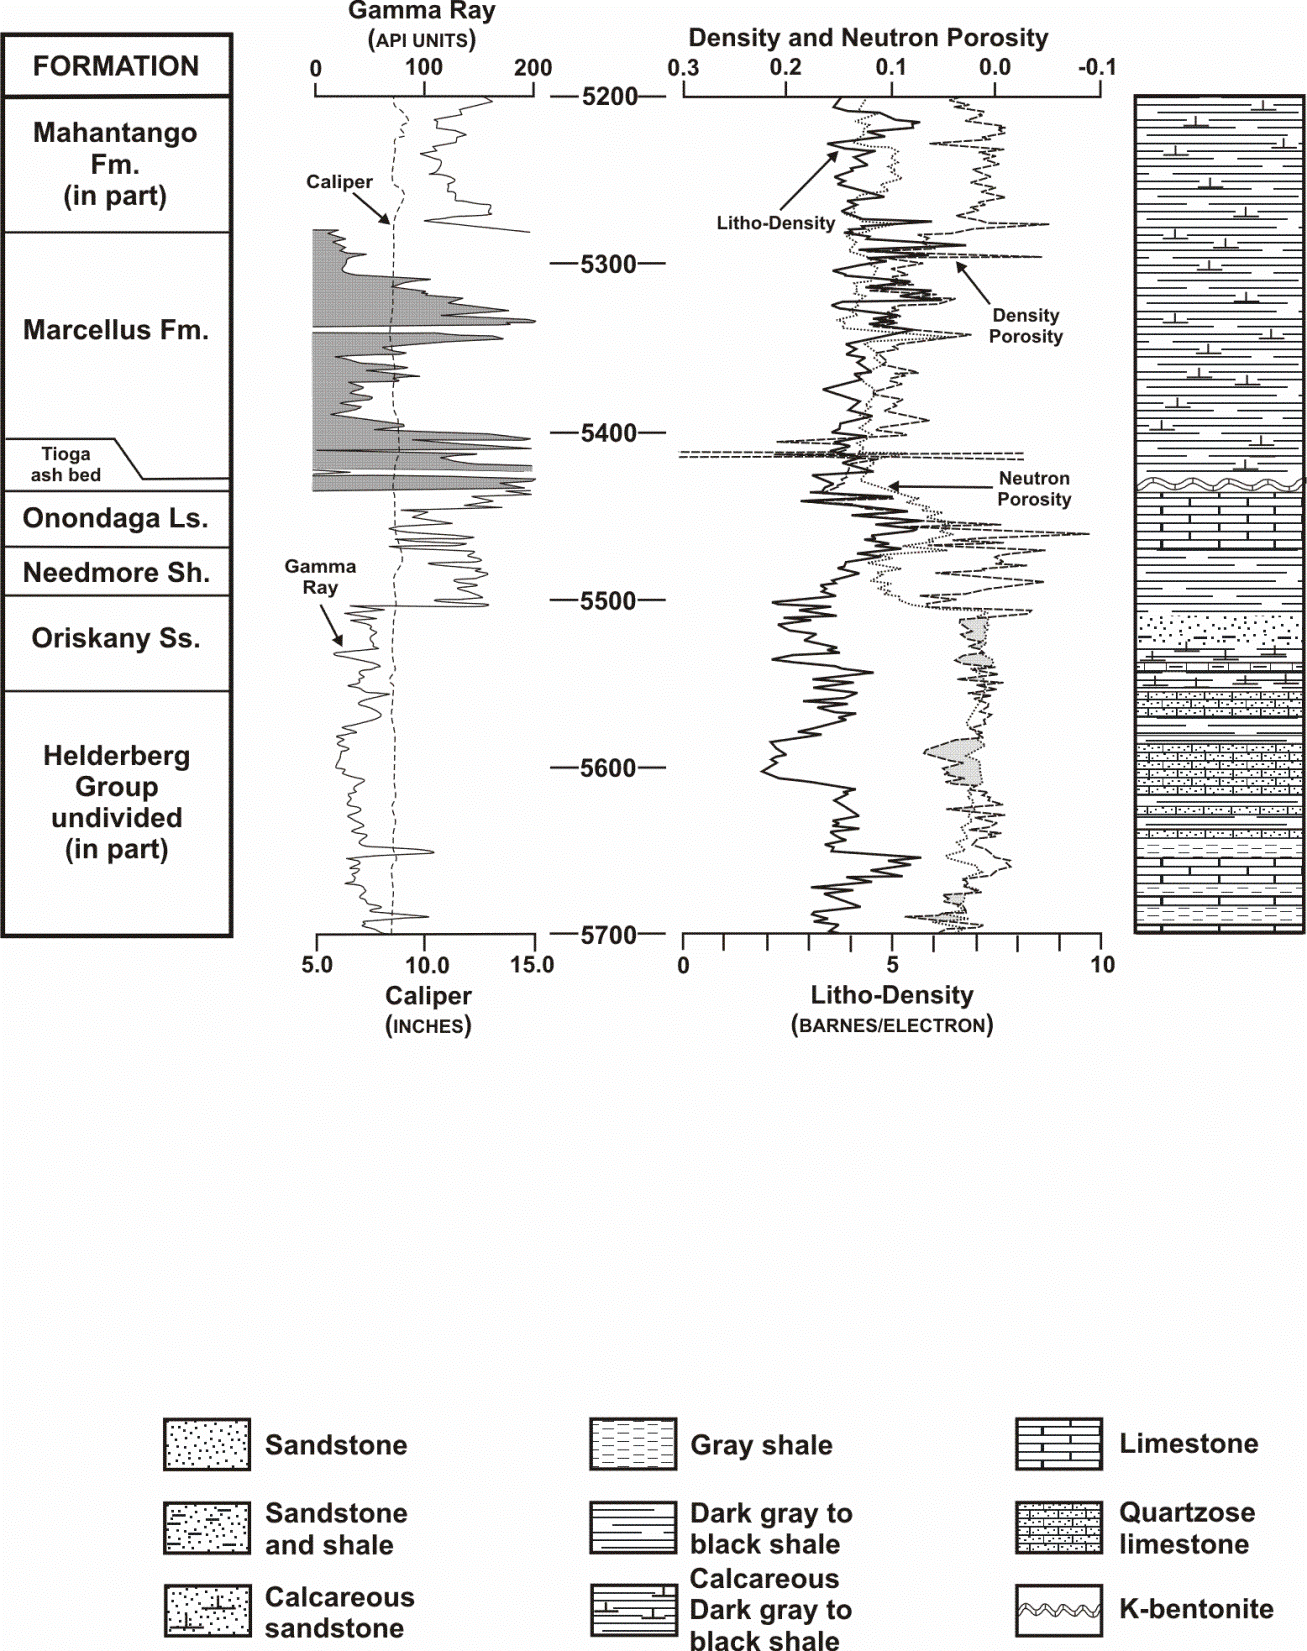 Gamma Ray
(API UNITS)
0 100 200
Density and Neutron Porosity
0.3 0.2 0.1 0.0 -0.1
FORMATION
Mahantango
Fm.
(in part)
Marcellus Fm.
Tioga
ash bed
Onondaga Ls.
Needmore Sh.
Oriskany Ss.
Helderberg
Group
undivided
(in part)
Caliper
Gamma
Ray
5200
5300
5400
5500
5600
5700
Litho-Density
Density
Porosity
Neutron
Porosity
5.0 10.0 15.0
Caliper
(INCHES)
0 5 10
Litho-Density
(BARNES/ELECTRON)
Sandstone
Sandstone
and shale
Calcareous
sandstone
Gray shale
Dark gray to
black shale
Calcareous
Dark gray to
black shale
Limestone
Quartzose
limestone
K-bentonite